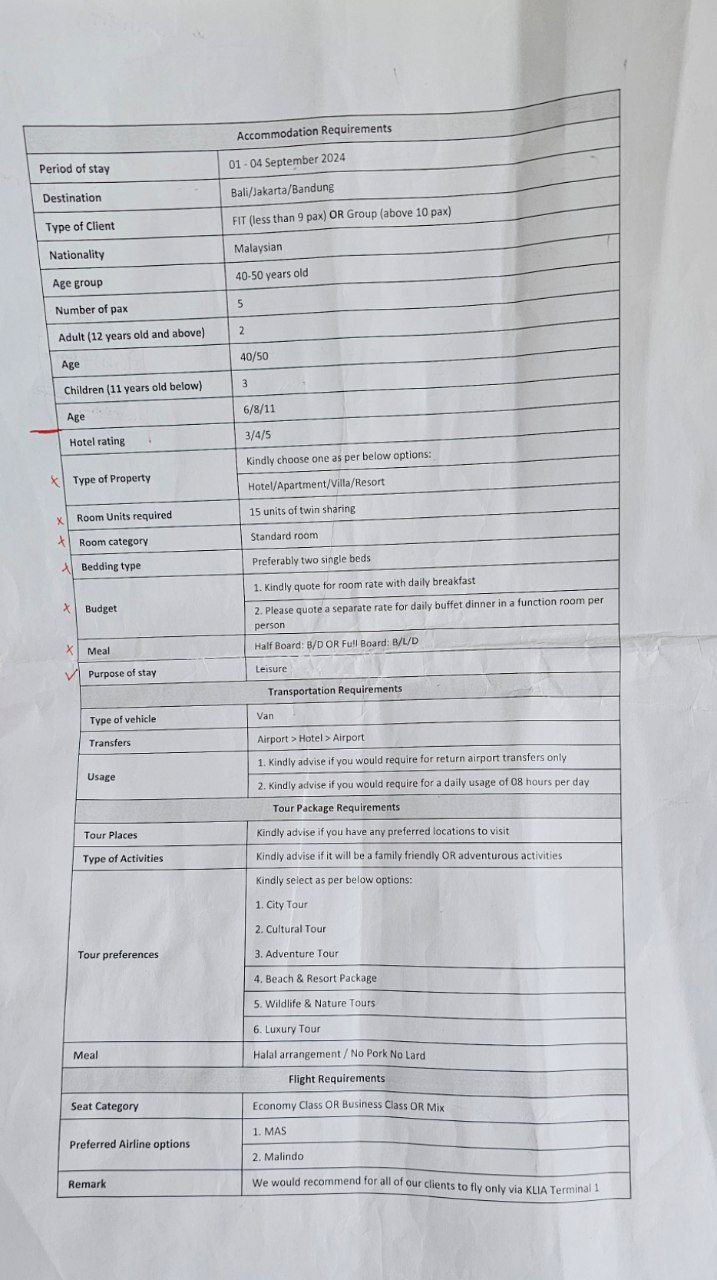 Accommodation Requirements
Period of stay 01 - 04 September 2024
Destination Bali/Jakarta/Bandung
Type of Client FIT (less than 9 pax) OR Group (above 10 pax)
Nationality Malaysian
Age group 40-50 years old
Number of pax 5
Adult (12 years old and above) 2
Age 40/50
Children (11 years old below) 3
Age 6/8/11
Hotel rating 3/4/5
Kindly choose one as per below options:
Type of Property
Hotel/Apartment/Villa/Resort
Room Units required 15 units of twin sharing
Room category Standard room
Bedding type Preferably two single beds
1. Kindly quote for room rate with daily breakfast
Budget
2. Please quote a separate rate for daily buffet dinner in a function room per
person
Meal Half Board: B/D OR Full Board: B/L/D
Purpose of stay Leisure
Transportation Requirements
Type of vehicle Van
Transfers Airport > Hotel > Airport
1. Kindly advise if you would require for return airport transfers only
Usage
2. Kindly advise if you would require for a daily usage of 08 hours per day
Tour Package Requirements
Tour Places Kindly advise if you have any preferred locations to visit
Type of Activities Kindly advise if it will be a family friendly OR adventurous activities
Kindly select as per below options:
1. City Tour
2. Cultural Tour
Tour preferences 3. Adventure Tour
4. Beach & Resort Package
5. Wildlife & Nature Tours
6. Luxury Tour
Meal Halal arrangement / No Pork No Lard
Flight Requirements
Seat Category Economy Class OR Business Class OR Mix
1. MAS
Preferred Airline options
2. Malindo
Remark We would recommend for all of our clients to fly only via KLIA Terminal 1